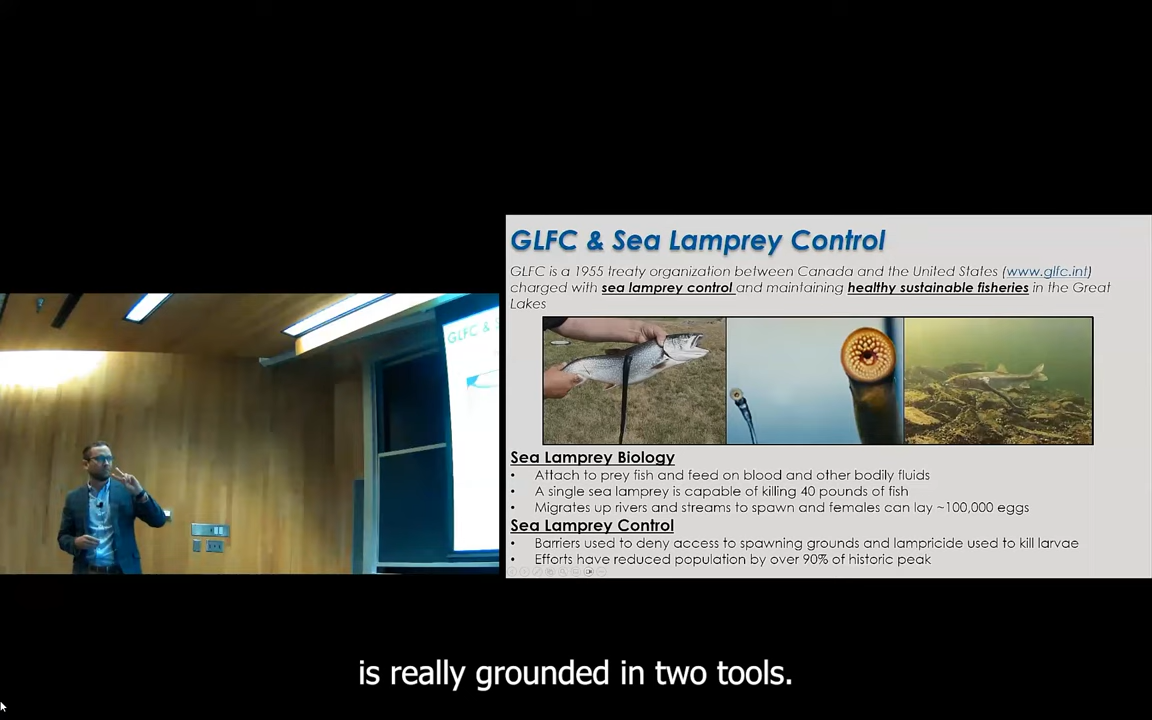 GLFC & Sea Lamprey Control
GLFC is a 1955 treaty organization between Canada and the United States (www.glfc.int)
charged with sea lamprey control and maintaining healthy sustainable fisheries in the Great
Lakes
GLFC & S
Sea Lamprey Biology
• Attach to prey fish and feed on blood and other bodily fluids
• A single sea lamprey is capable of killing 40 pounds of fish
• Migrates up rivers and streams to spawn and females can lay ~100,000 eggs
Sea Lamprey Control
• Barriers used to deny access to spawning grounds and lampricide used to kill larvae
• Efforts have reduced population by over 90% of historic peak
is really grounded in two tools.